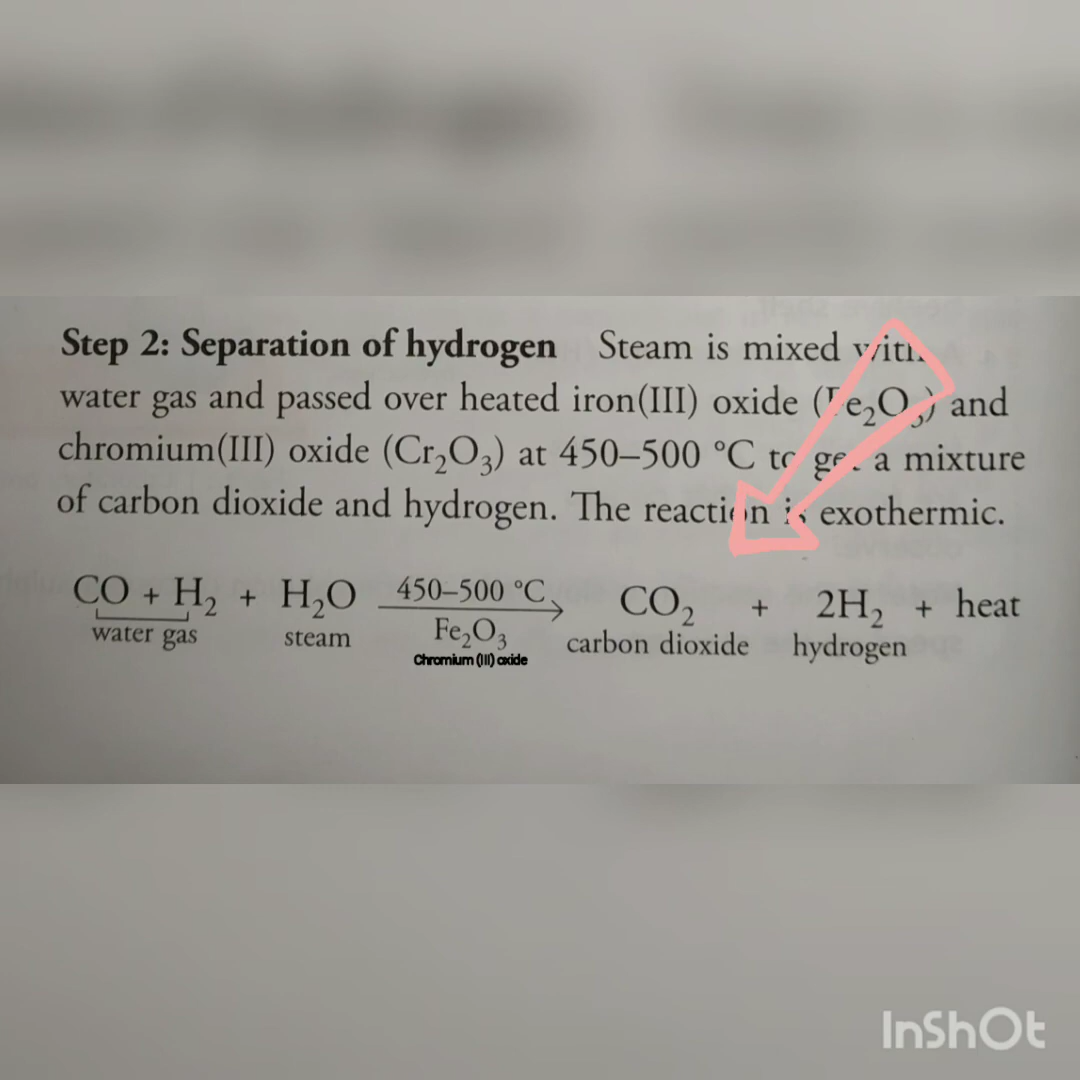 Step 2: Separation of hydrogen Steam is mixed with
water gas and passed over heated iron(III) oxide (Fe₂O₃) and
chromium(III) oxide (Cr₂O₃) at 450–500 °C to get a mixture
of carbon dioxide and hydrogen. The reaction is exothermic.
CO + H₂ + H₂O 450–500 °C CO₂ + 2H₂ + heat
water gas steam Fe₂O₃ carbon dioxide hydrogen
Chromium (III) oxide
InShOt